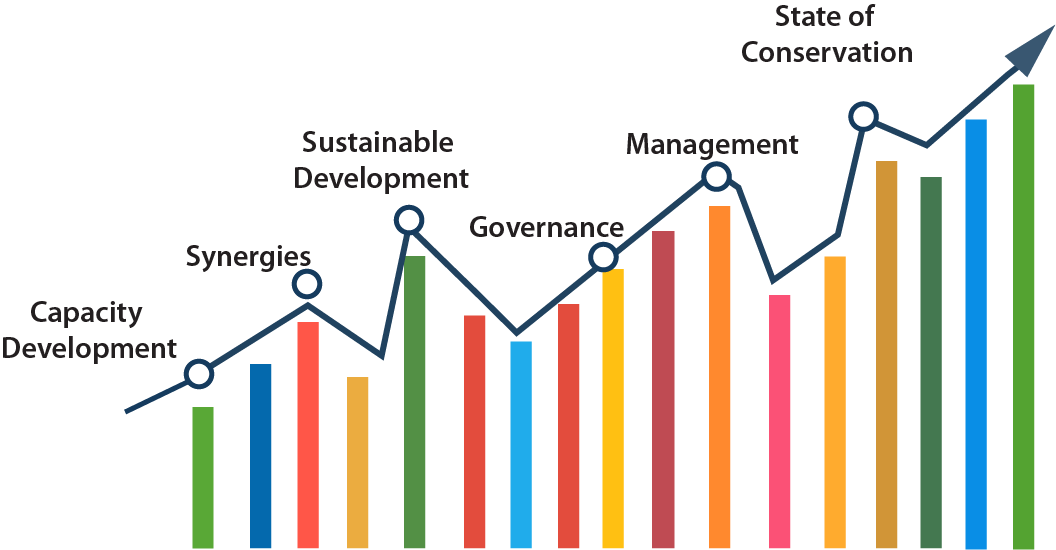 Capacity
Development
Synergies
Sustainable
Development
Governance
Management
State of
Conservation